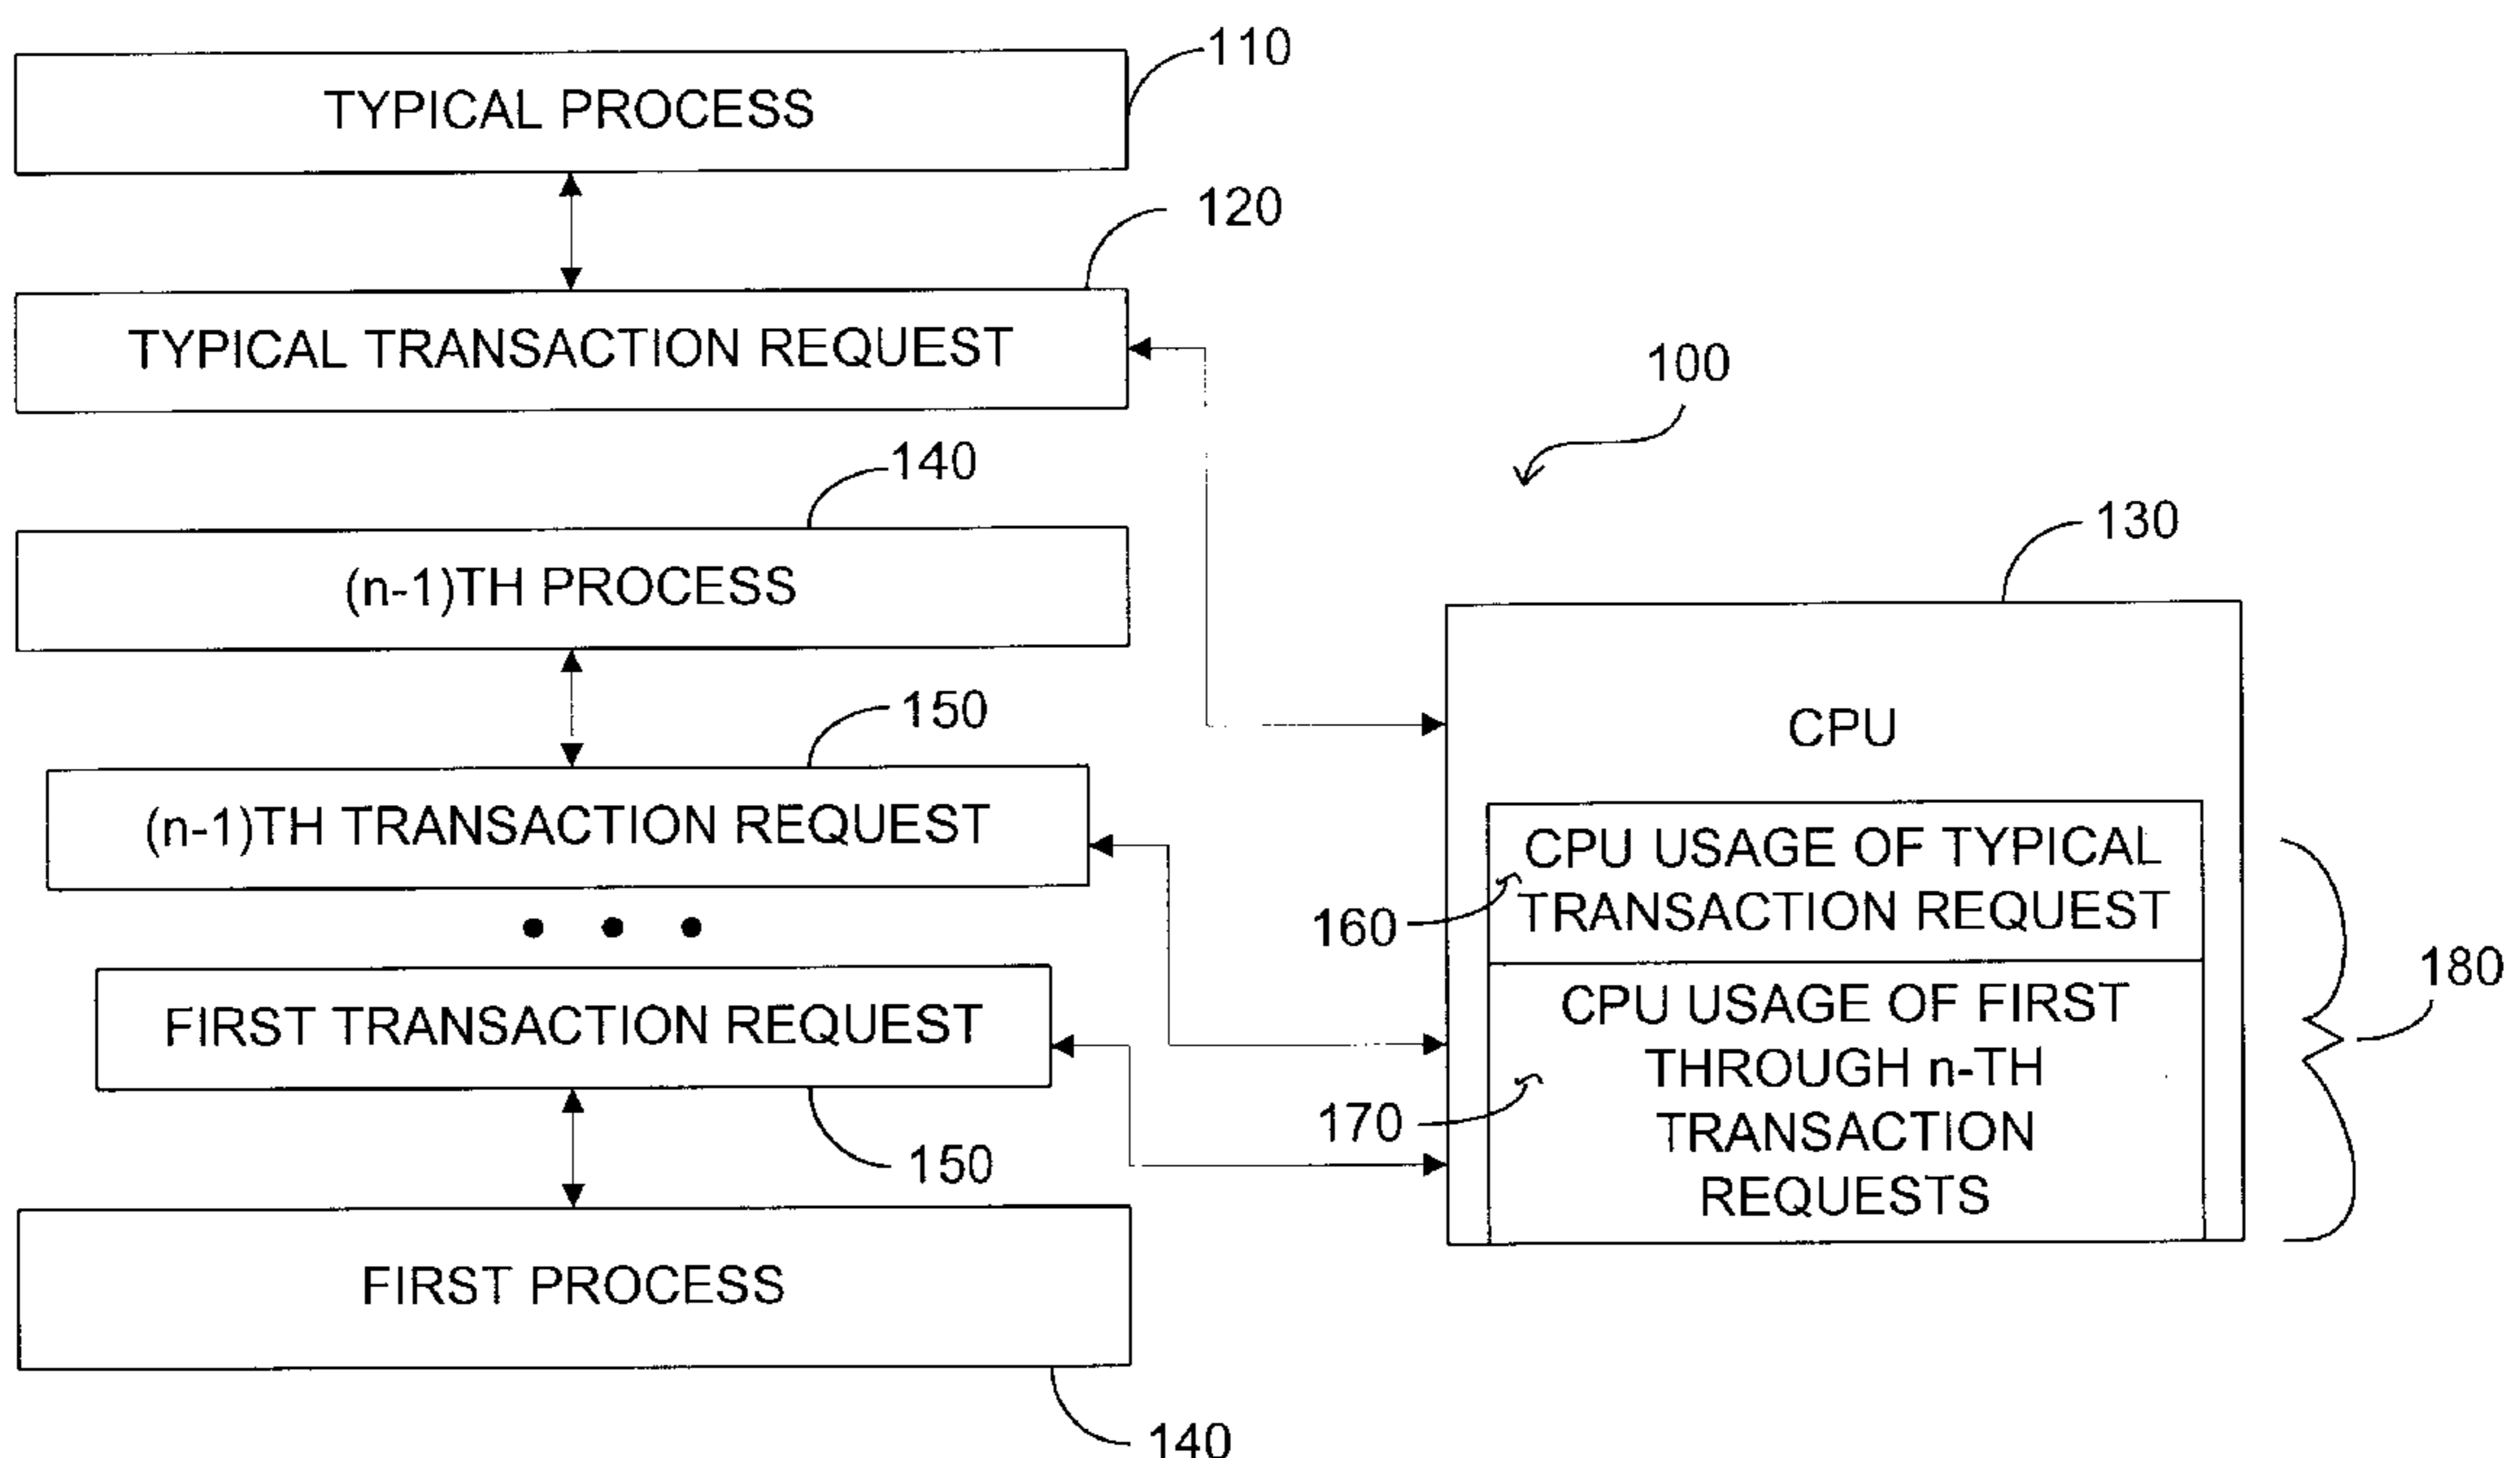 110
TYPICAL PROCESS
120
TYPICAL TRANSACTION REQUEST
100
140
130
(n-1)TH PROCESS
150
CPU
(n-1)TH TRANSACTION REQUEST
CPU USAGE OF TYPICAL
TRANSACTION REQUEST
160
180
FIRST TRANSACTION REQUEST
CPU USAGE OF FIRST
THROUGH n-TH
TRANSACTION
REQUESTS
170
150
FIRST PROCESS
140